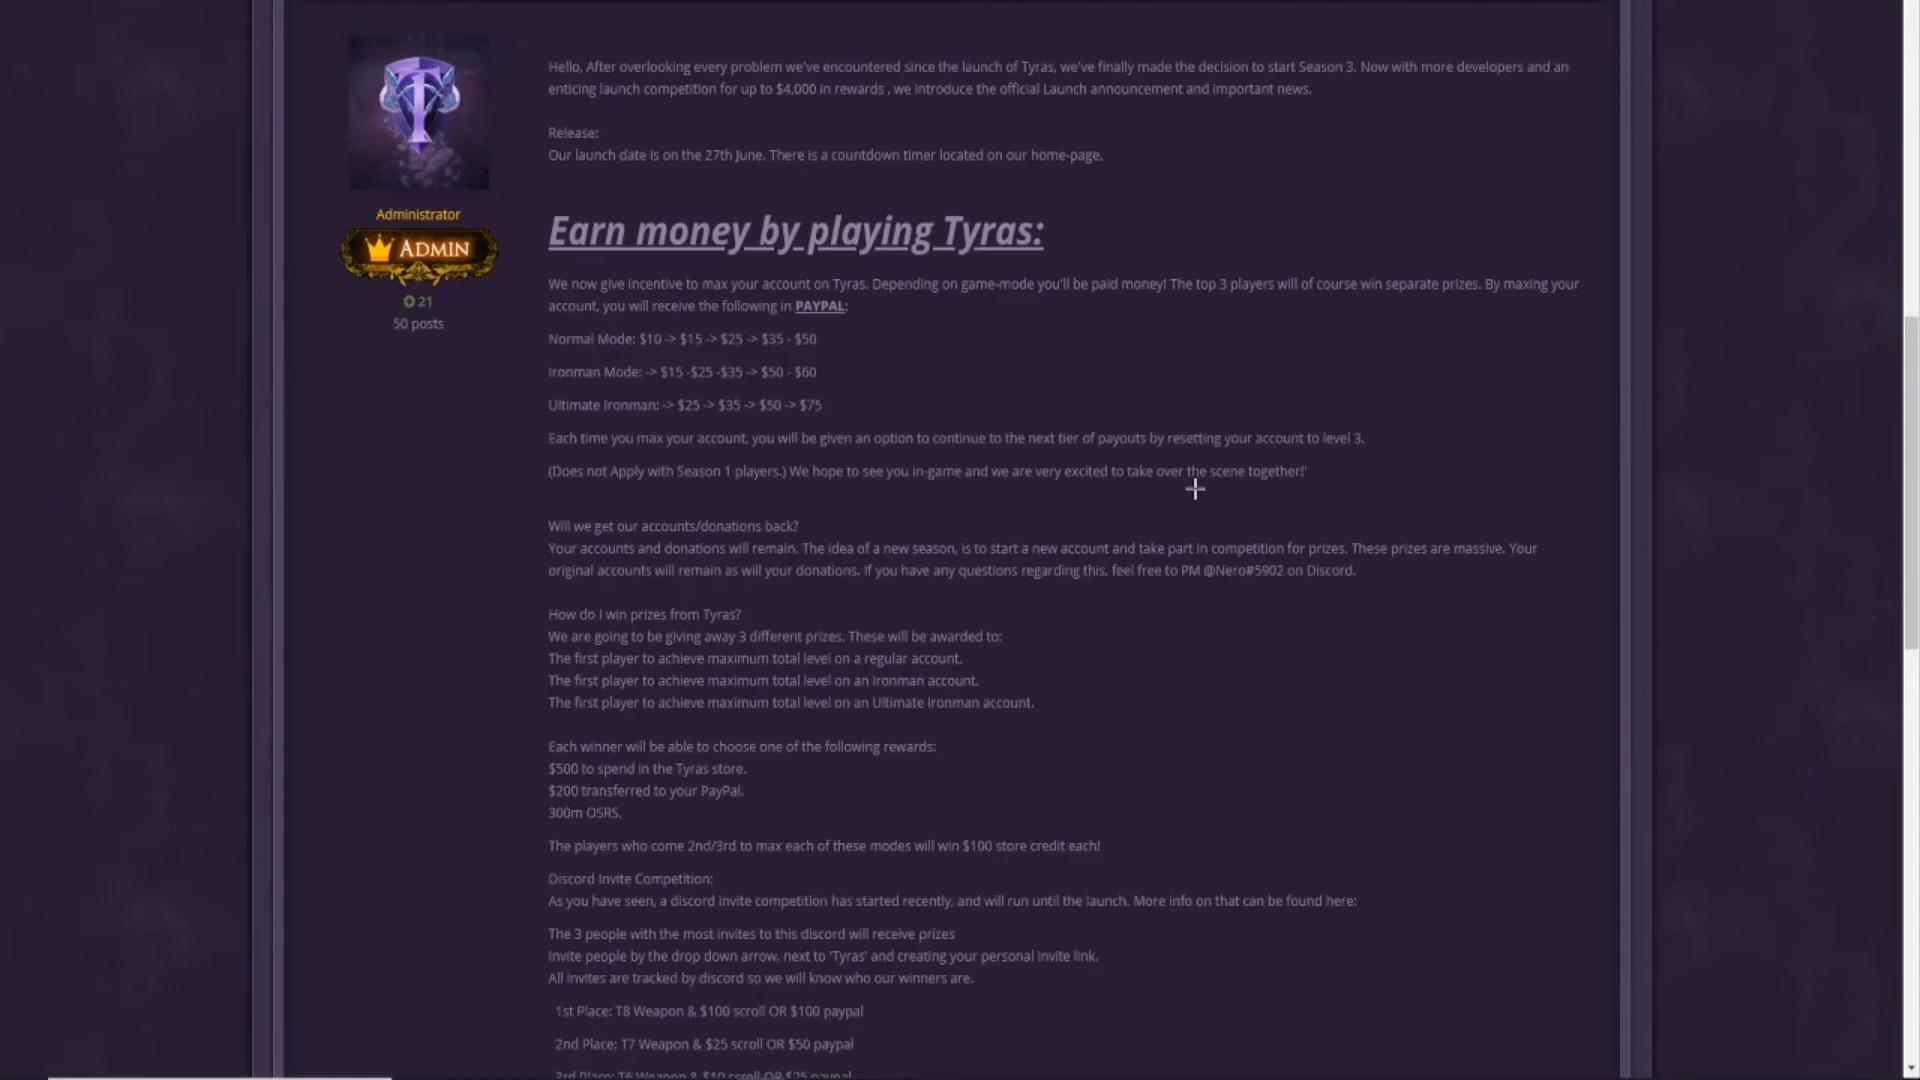 Hello, After overlooking every problem we've encountered since the launch of Tyras, we've finally made the decision to start Season 3. Now with more developers and an
enticing launch competition for up to $4,000 in rewards , we introduce the official Launch announcement and important news.
Release:
Our launch date is on the 27th June. There is a countdown timer located on our home-page.
T
Administrator
ADMIN
21
50 posts
Earn money by playing Tyras:
We now give incentive to max your account on Tyras. Depending on game-mode you'll be paid money! The top 3 players will of course win separate prizes. By maxing your
account, you will receive the following in PAYPAL:
Normal Mode: $10 -> $15 -> $25 -> $35 - $50
Ironman Mode: -> $15 -$25 -$35 -> $50 - $60
Ultimate Ironman: -> $25 -> $35 -> $50 -> $75
Each time you max your account, you will be given an option to continue to the next tier of payouts by resetting your account to level 3.
(Does not Apply with Season 1 players.) We hope to see you in-game and we are very excited to take over the scene together!'
Will we get our accounts/donations back?
Your accounts and donations will remain. The idea of a new season, is to start a new account and take part in competition for prizes. These prizes are massive. Your
original accounts will remain as will your donations. If you have any questions regarding this, feel free to PM @Nero#5902 on Discord.
How do I win prizes from Tyras?
We are going to be giving away 3 different prizes. These will be awarded to:
The first player to achieve maximum total level on a regular account.
The first player to achieve maximum total level on an Ironman account.
The first player to achieve maximum total level on an Ultimate Ironman account.
Each winner will be able to choose one of the following rewards:
$500 to spend in the Tyras store.
$200 transferred to your PayPal.
300m OSRS.
The players who come 2nd/3rd to max each of these modes will win $100 store credit each!
Discord Invite Competition:
As you have seen, a discord invite competition has started recently, and will run until the launch. More info on that can be found here:
The 3 people with the most invites to this discord will receive prizes
Invite people by the drop down arrow, next to 'Tyras' and creating your personal invite link.
All invites are tracked by discord so we will know who our winners are.
1st Place: T8 Weapon & $100 scroll OR $100 paypal
2nd Place: T7 Weapon & $25 scroll OR $50 paypal
3rd Place: T6 Weapon & $10 scroll OR $25 paypal